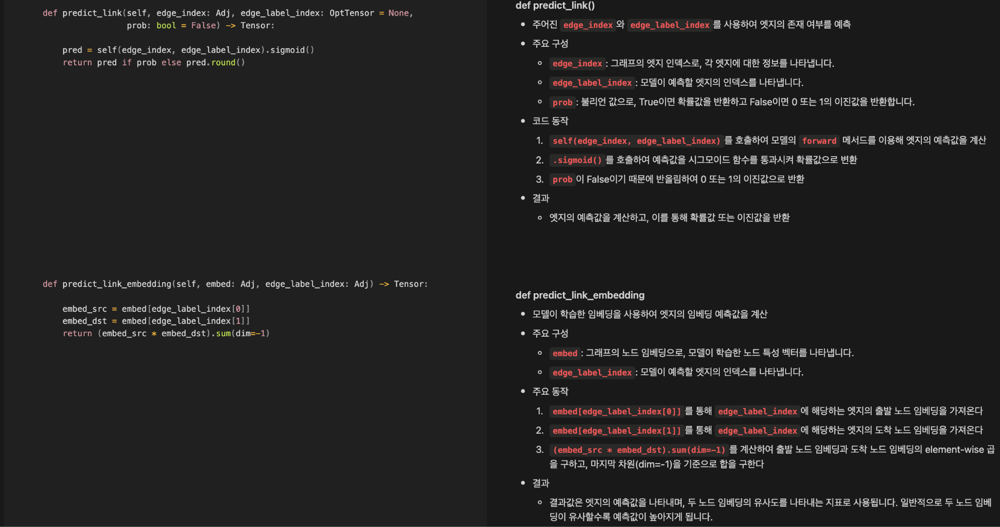 def predict_link(self, edge_index: Adj, edge_label_index: OptTensor = None,
prob: bool = False) -> Tensor:
pred = self(edge_index, edge_label_index).sigmoid()
return pred if prob else pred.round()
def predict_link_embedding(self, embed: Adj, edge_label_index: Adj) -> Tensor:
embed_src = embed[edge_label_index[0]]
embed_dst = embed[edge_label_index[1]]
return (embed_src * embed_dst).sum(dim=-1)
def predict_link()
• 주어진 edge_index 와 edge_label_index 를 사용하여 엣지의 존재 여부를 예측
• 주요 구성
◦ edge_index : 그래프의 엣지 인덱스로, 각 엣지에 대한 정보를 나타냅니다.
◦ edge_label_index : 모델이 예측할 엣지의 인덱스를 나타냅니다.
◦ prob : 불리언 값으로, True이면 확률값을 반환하고 False이면 0 또는 1의 이진값을 반환합니다.
• 코드 동작
1. self(edge_index, edge_label_index) 를 호출하여 모델의 forward 메서드를 이용해 엣지의 예측값을 계산
2. .sigmoid() 를 호출하여 예측값을 시그모이드 함수를 통과시켜 확률값으로 변환
3. prob 이 False이기 때문에 반올림하여 0 또는 1의 이진값으로 반환
• 결과
◦ 엣지의 예측값을 계산하고, 이를 통해 확률값 또는 이진값을 반환
def predict_link_embedding
• 모델이 학습한 임베딩을 사용하여 엣지의 임베딩 예측값을 계산
• 주요 구성
◦ embed : 그래프의 노드 임베딩으로, 모델이 학습한 노드 특성 벡터를 나타냅니다.
◦ edge_label_index : 모델이 예측할 엣지의 인덱스를 나타냅니다.
• 주요 동작
1. embed[edge_label_index[0]] 를 통해 edge_label_index 에 해당하는 엣지의 출발 노드 임베딩을 가져온다
2. embed[edge_label_index[1]] 를 통해 edge_label_index 에 해당하는 엣지의 도착 노드 임베딩을 가져온다
3. (embed_src * embed_dst).sum(dim=-1) 를 계산하여 출발 노드 임베딩과 도착 노드 임베딩의 element-wise 곱
을 구하고, 마지막 차원(dim=-1)을 기준으로 합을 구한다
• 결과
◦ 결과값은 엣지의 예측값을 나타내며, 두 노드 임베딩의 유사도를 나타내는 지표로 사용됩니다. 일반적으로 두 노드 임베
딩이 유사할수록 예측값이 높아지게 됩니다.